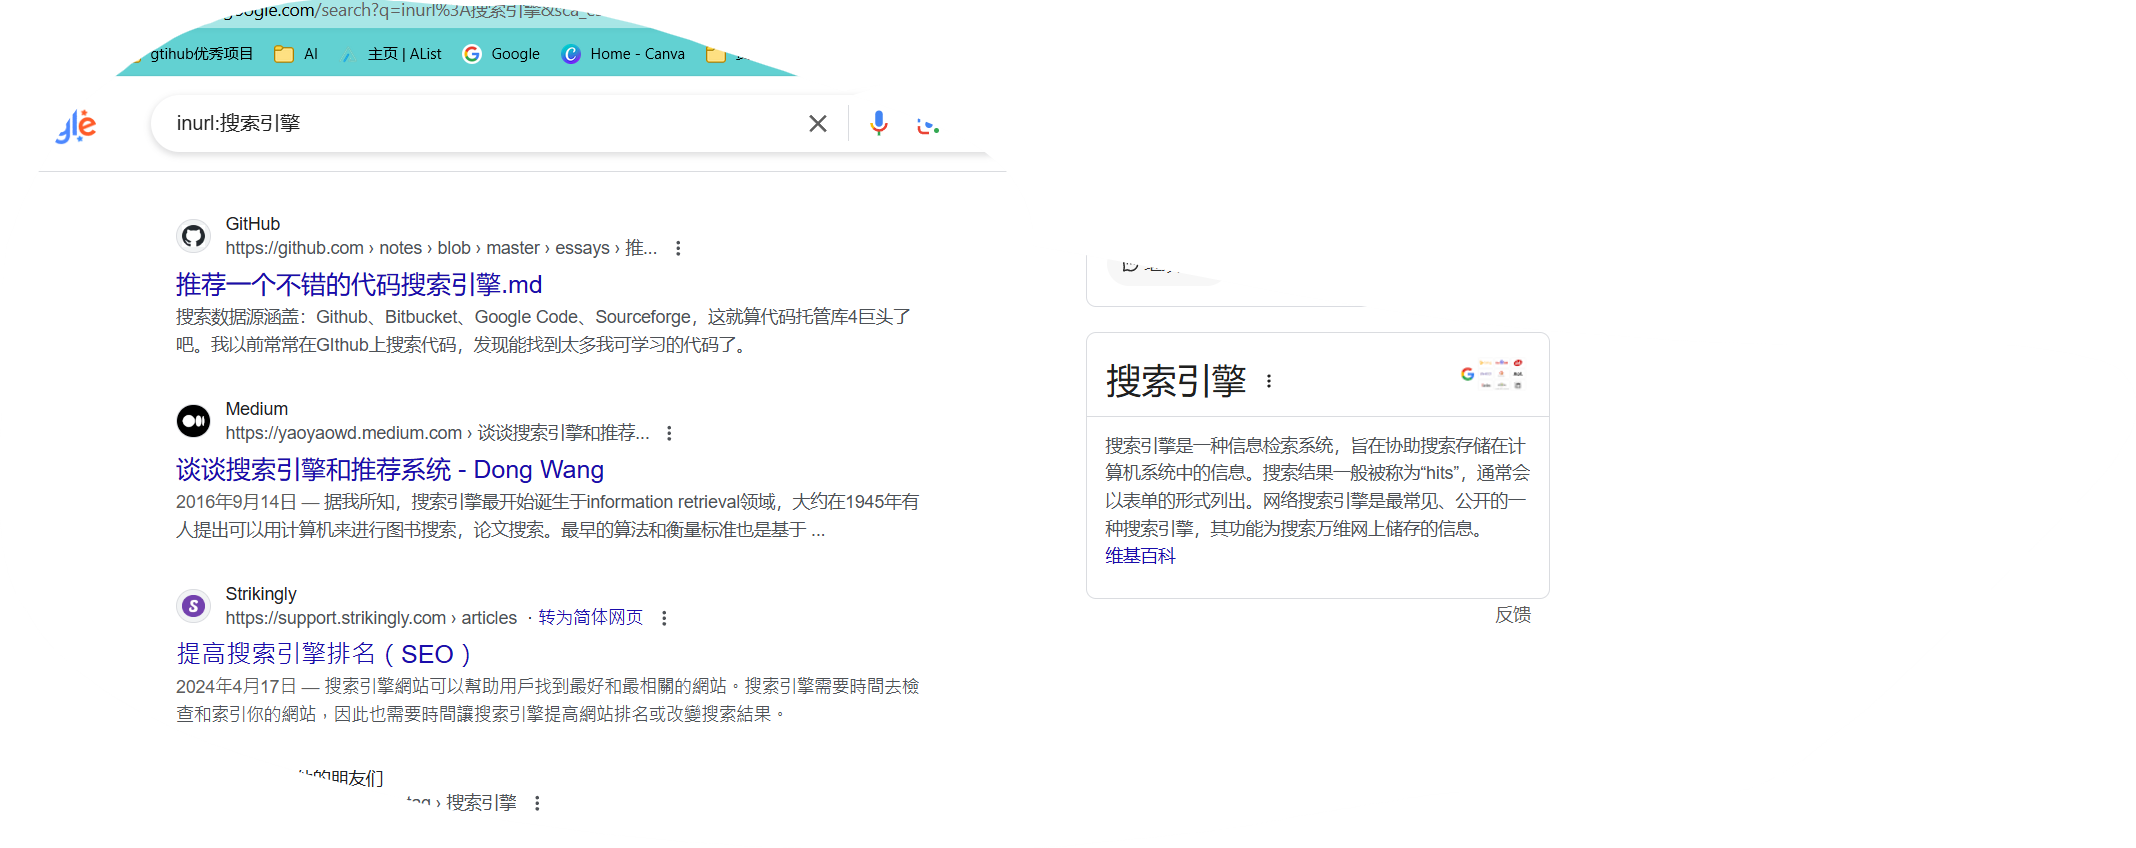 google.com/search?q=inurl%3A搜索引擎&sca_e
gtihub优秀项目 AI 主页 | AList Google Home - Canva
inurl:搜索引擎
GitHub
https://github.com › notes › blob › master › essays › 推...
推荐一个不错的代码搜索引擎.md
搜索数据源涵盖：Github、Bitbucket、Google Code、Sourceforge，这就算代码托管库4巨头了
吧。我以前常常在GIthub上搜索代码，发现能找到太多我可学习的代码了。
Medium
https://yaoyaowd.medium.com › 谈谈搜索引擎和推荐...
谈谈搜索引擎和推荐系统 - Dong Wang
2016年9月14日 — 据我所知，搜索引擎最开始诞生于information retrieval领域，大约在1945年有
人提出可以用计算机来进行图书搜索，论文搜索。最早的算法和衡量标准也是基于 ...
Strikingly
https://support.strikingly.com › articles · 转为简体网页
提高搜索引擎排名（SEO）
2024年4月17日 — 搜索引擎網站可以幫助用戶找到最好和最相關的網站。搜索引擎需要時間去檢
查和索引你的網站，因此也需要時間讓搜索引擎提高網站排名或改變搜索結果。
的朋友们
tag › 搜索引擎
搜索引擎
搜索引擎是一种信息检索系统，旨在协助搜索存储在计
算机系统中的信息。搜索结果一般被称为“hits”，通常会
以表单的形式列出。网络搜索引擎是最常见、公开的一
种搜索引擎，其功能为搜索万维网上储存的信息。
维基百科
反馈